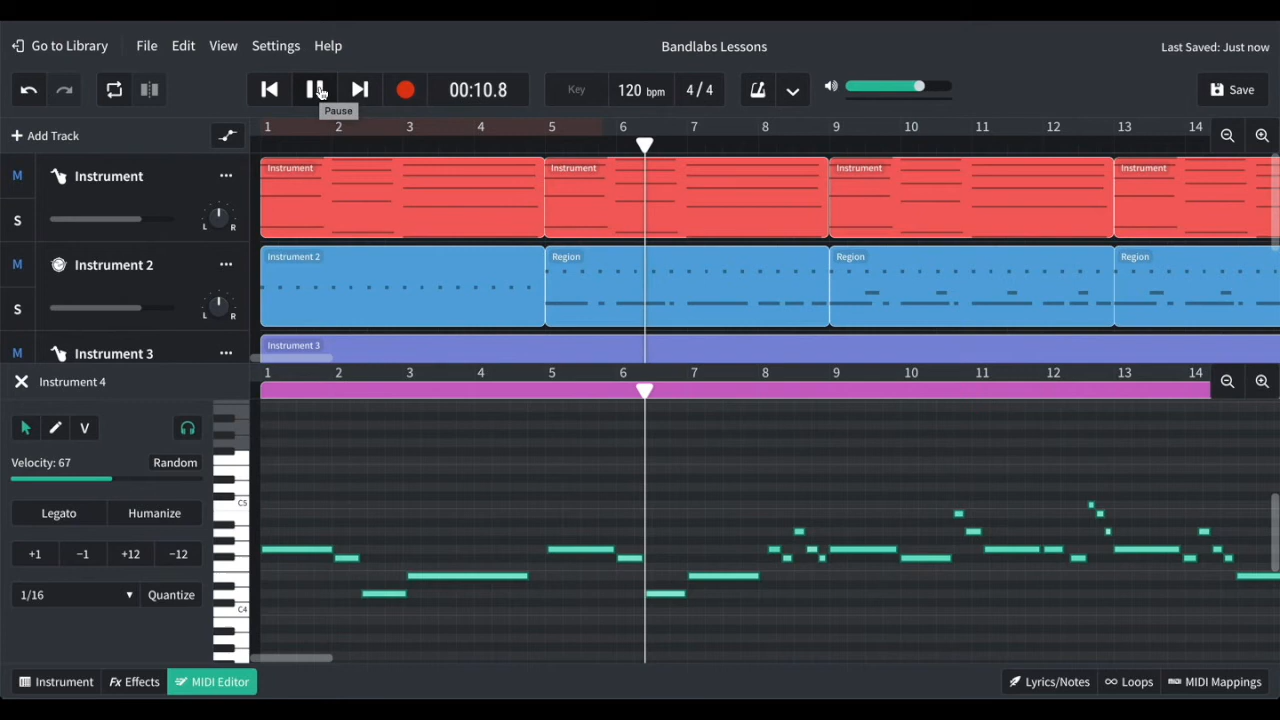 Go to Library File Edit View Settings Help Bandlabs Lessons Last Saved: Just now
00:10.8 Key 120 bpm 4/4 Save
Pause
+ Add Track 1 2 3 4 5 6 7 8 9 10 11 12 13 14
M Instrument ... Instrument Instrument Instrument Instrument
S L R
M Instrument 2 ... Instrument 2 Region Region Region
S L R
M Instrument 3 ... Instrument 3
Instrument 4 1 2 3 4 5 6 7 8 9 10 11 12 13 14
V
Velocity: 67 Random
C5
Legato Humanize
+1 −1 +12 −12
1/16 Quantize
C4
Instrument Fx Effects MIDI Editor Lyrics/Notes Loops MIDI Mappings